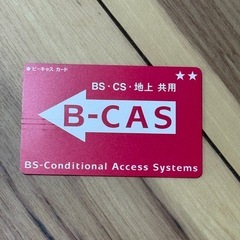 ビーキャス カード
★★
BS・CS・地上 共用
B-CAS
BS-Conditional Access Systems